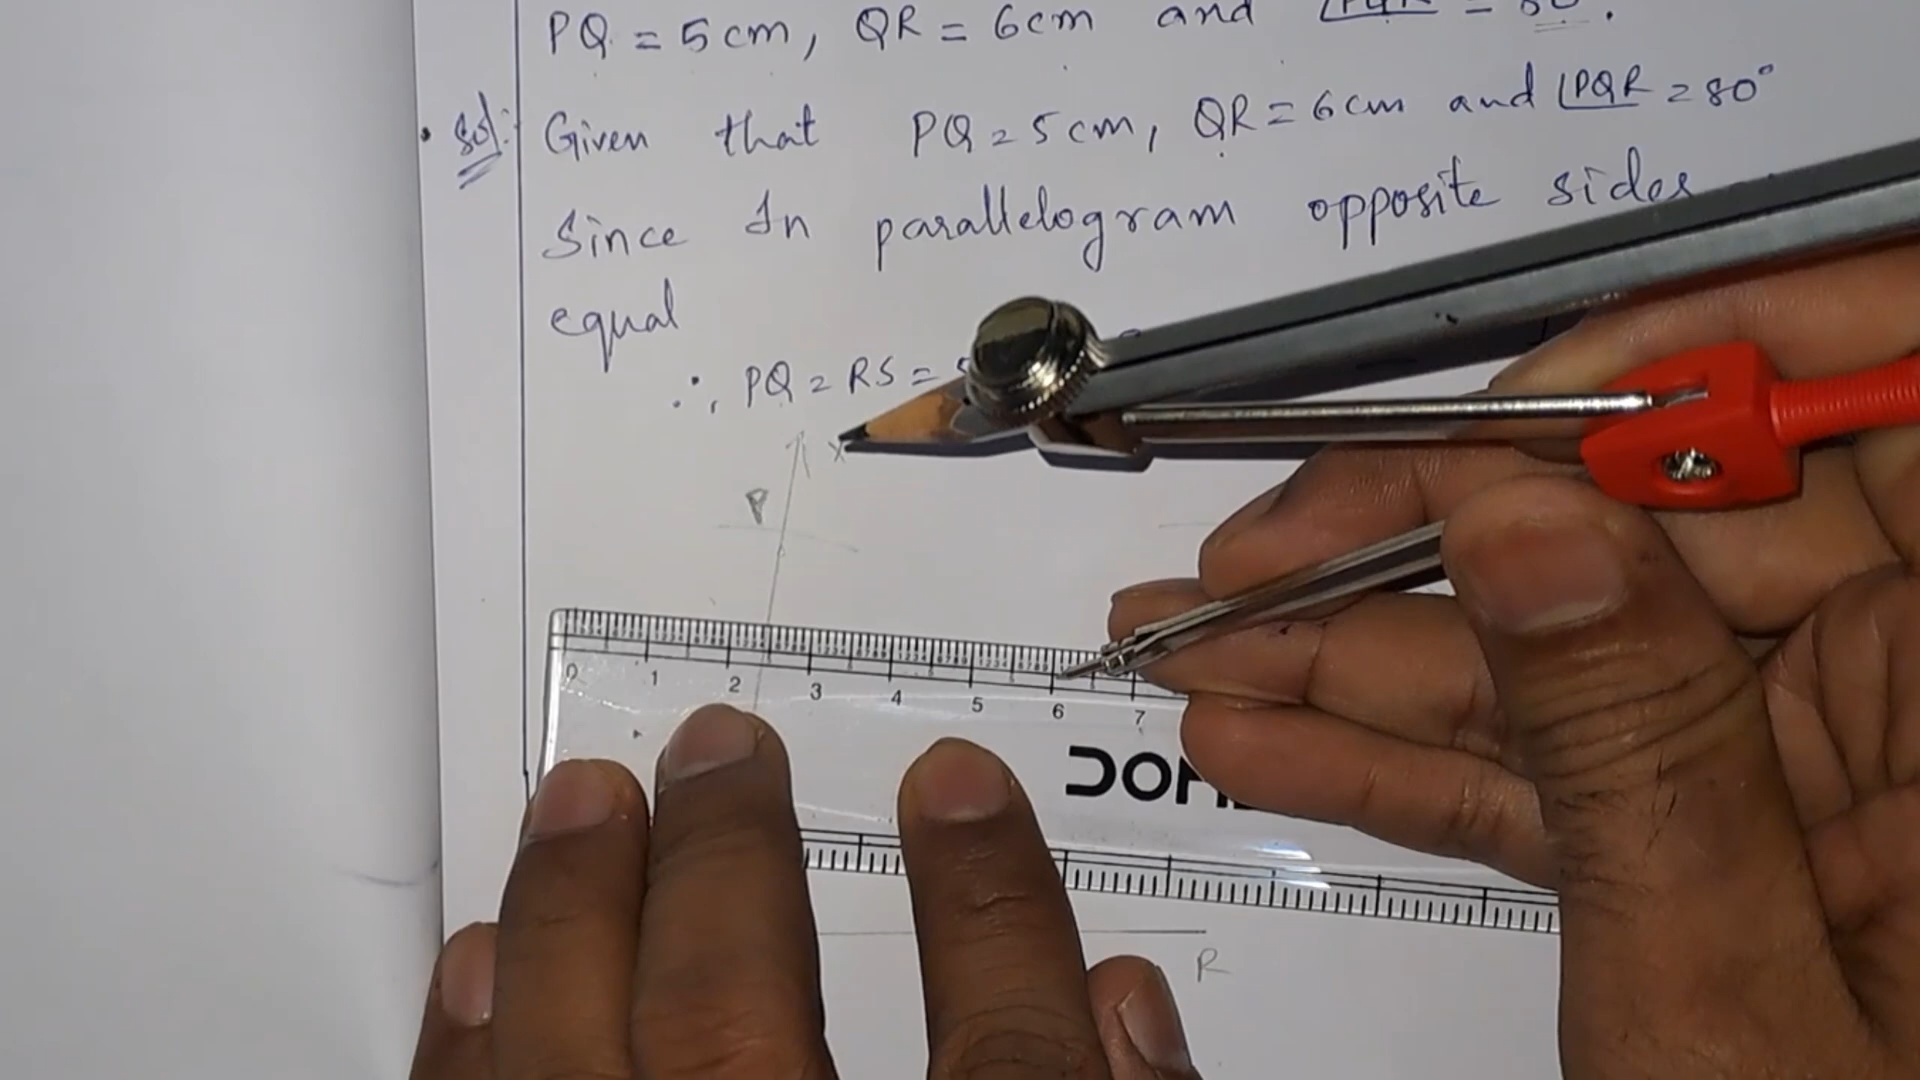 PQ = 5cm, QR = 6cm and
Sol: Given that PQ = 5cm, QR = 6cm and ∠PQR = 80°
Since In parallelogram opposite sides
equal
∴, PQ = RS =
X
P
0 1 2 3 4 5 6 7
R